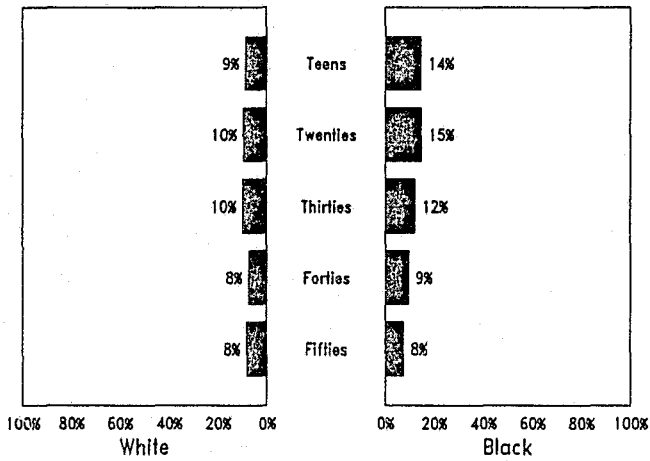 9% Teens 14%
10% Twenties 15%
10% Thirties 12%
8% Forties 9%
8% Fifties 8%
100% 80% 60% 40% 20% 0% 0% 20% 40% 60% 80% 100%
White Black